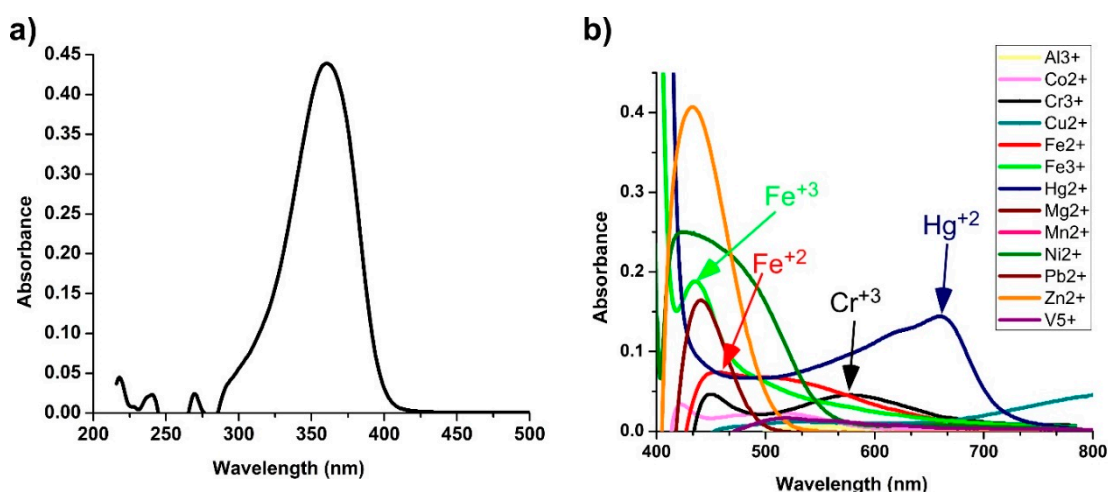 a)
0.45
0.40
0.35
0.30
0.25
0.20
0.15
0.10
0.05
0.00
Absorbance
200 250 300 350 400 450 500
Wavelength (nm)
b)
0.4
0.3
0.2
0.1
0.0
Absorbance
400 500 600 700 800
Wavelength (nm)
Fe+3
Fe+2
Cr+3
Hg+2
Al3+
Co2+
Cr3+
Cu2+
Fe2+
Fe3+
Hg2+
Mg2+
Mn2+
Ni2+
Pb2+
Zn2+
V5+